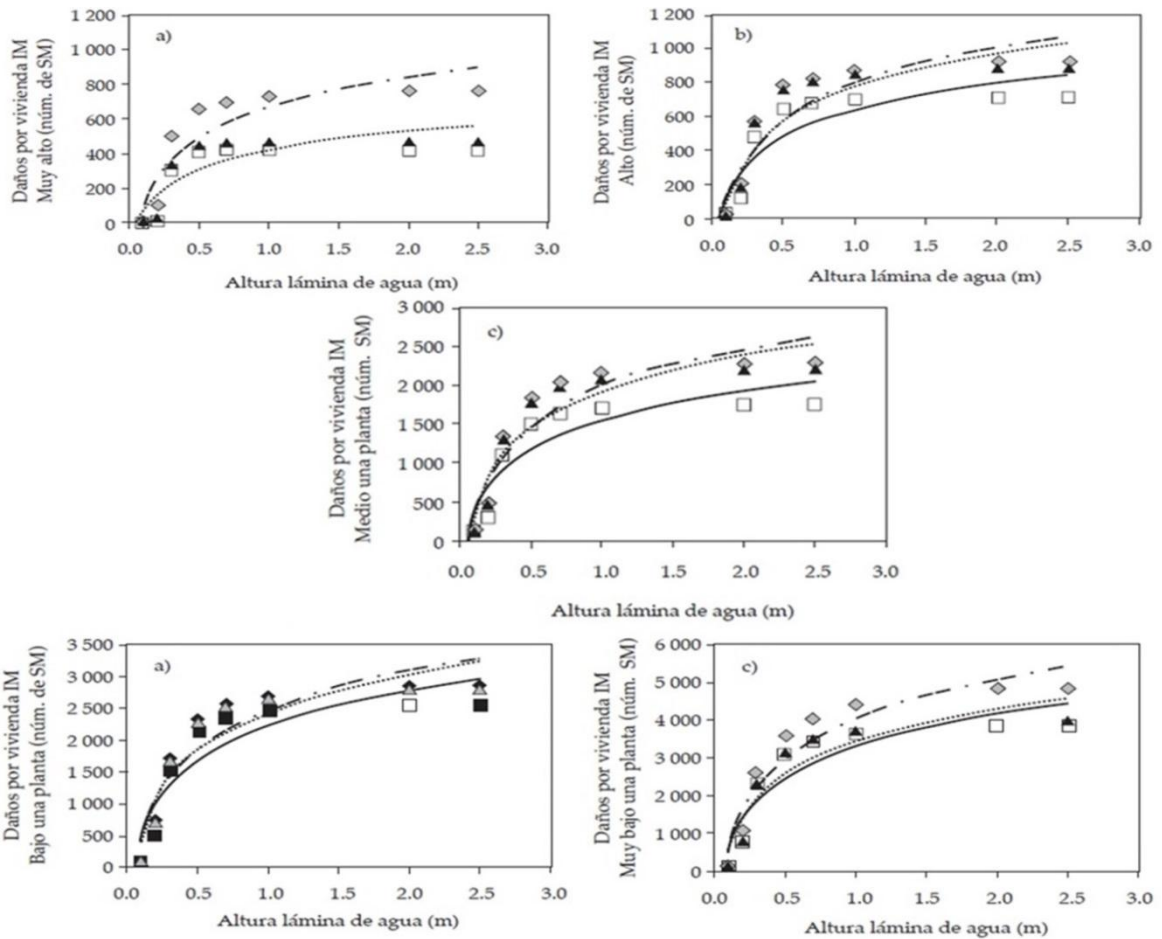 Daños por vivienda IM
Muy alto (núm. de SM)
a)
1 200
1 000
800
600
400
200
0
0.0 0.5 1.0 1.5 2.0 2.5 3.0
Altura lámina de agua (m)
Daños por vivienda IM
Alto (núm. de SM)
b)
1 200
1 000
800
600
400
200
0
0.0 0.5 1.0 1.5 2.0 2.5 3.0
Altura lámina de agua (m)
Daños por vivienda IM
Medio una planta (núm. SM)
c)
3 000
2 500
2 000
1 500
1 000
500
0
0.0 0.5 1.0 1.5 2.0 2.5 3.0
Altura lámina de agua (m)
Daños por vivienda IM
Bajo una planta (núm. de SM)
a)
3 500
3 000
2 500
2 000
1 500
1 000
500
0
0.0 0.5 1.0 1.5 2.0 2.5 3.0
Altura lámina de agua (m)
Daños por vivienda IM
Muy bajo una planta (núm. SM)
c)
6 000
5 000
4 000
3 000
2 000
1 000
0
0.0 0.5 1.0 1.5 2.0 2.5 3.0
Altura lámina de agua (m)